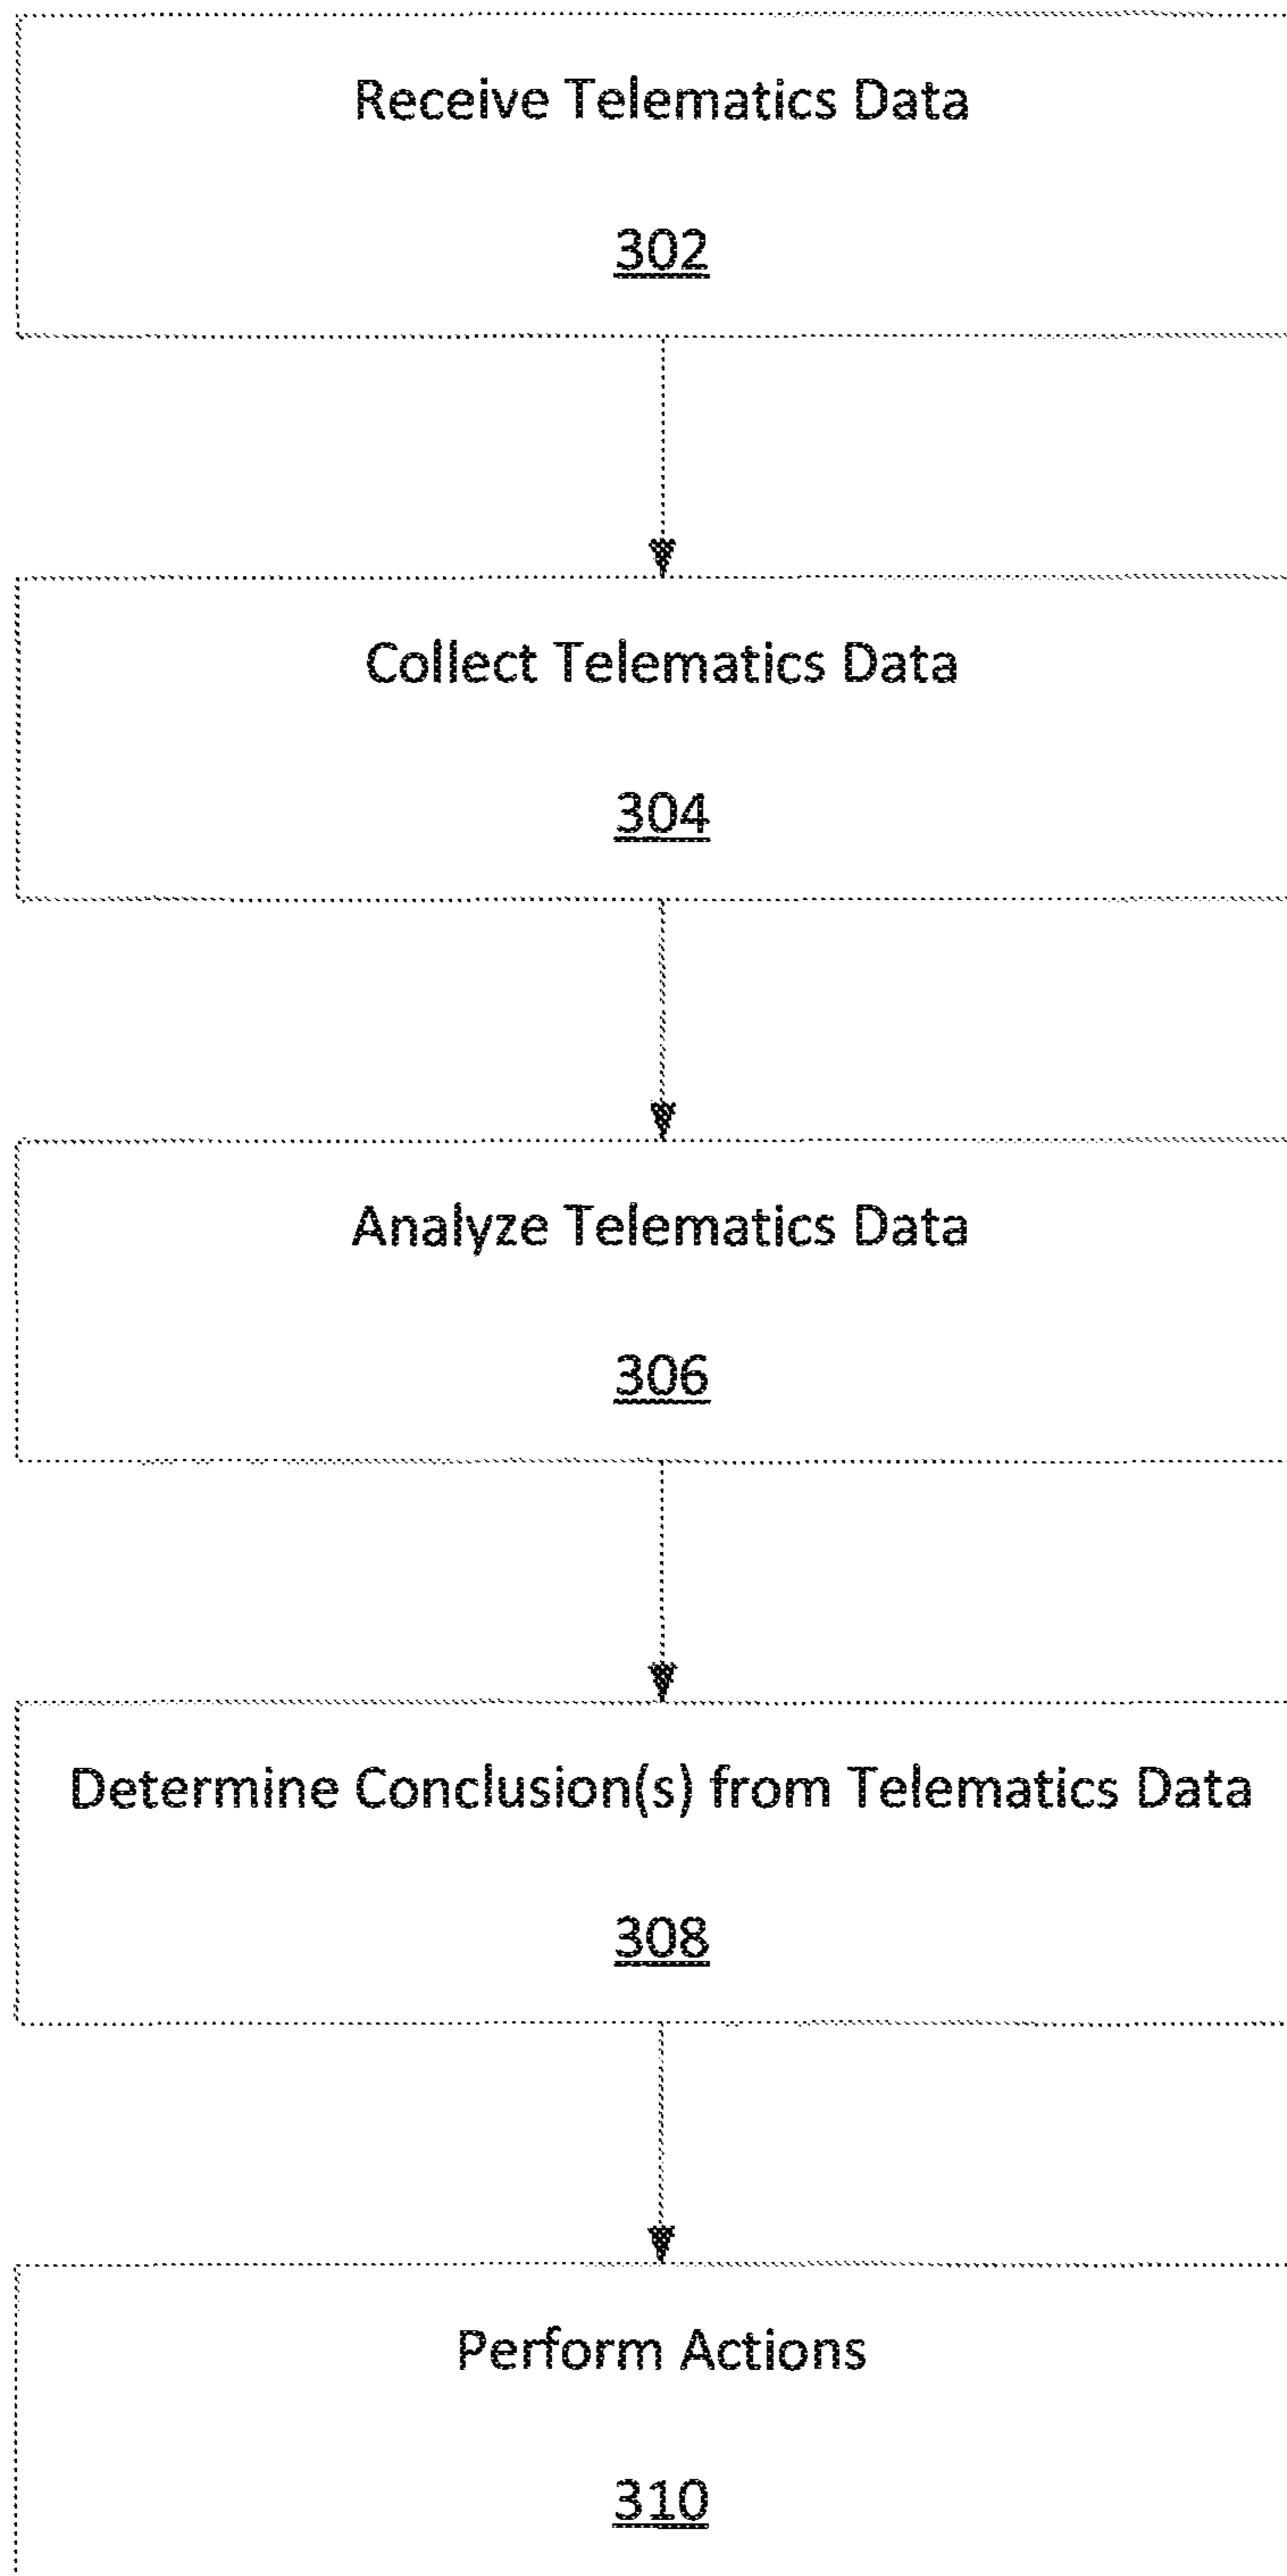 Receive Telematics Data
302
Collect Telematics Data
304
Analyze Telematics Data
306
Determine Conclusion(s) from Telematics Data
308
Perform Actions
310